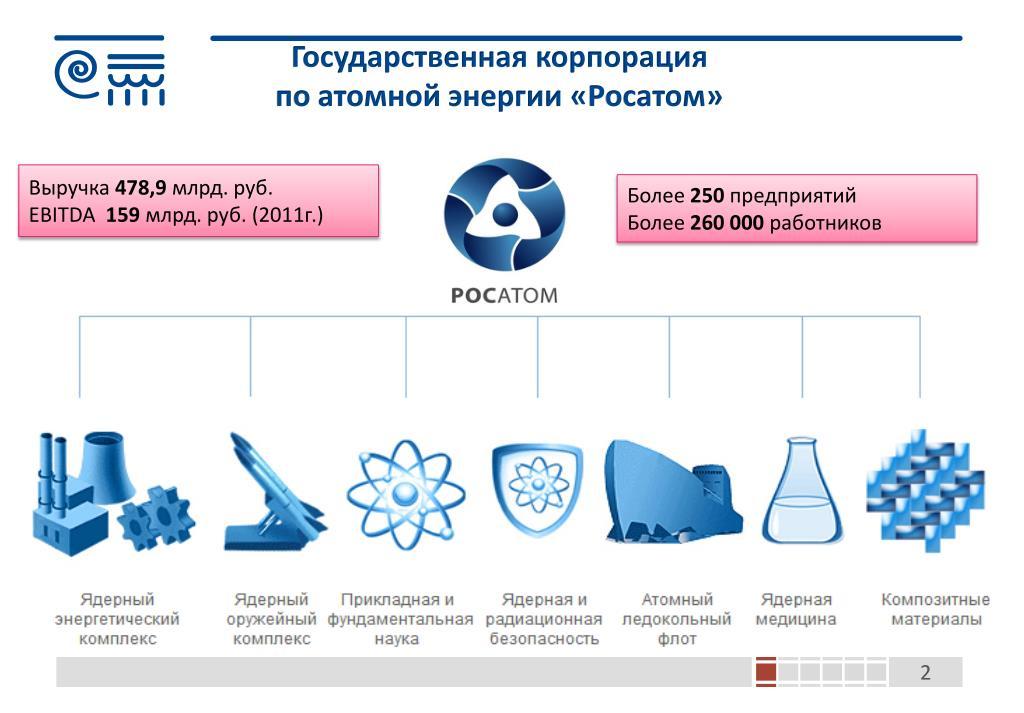 Государственная корпорация
по атомной энергии «Росатом»
Выручка 478,9 млрд. руб.
EBITDA 159 млрд. руб. (2011г.)
Более 250 предприятий
Более 260 000 работников
РОСАТОМ
Ядерный
энергетический
комплекс
Ядерный
оружейный
комплекс
Прикладная и
фундаментальная
наука
Ядерная и
радиационная
безопасность
Атомный
ледокольный
флот
Ядерная
медицина
Композитные
материалы
2